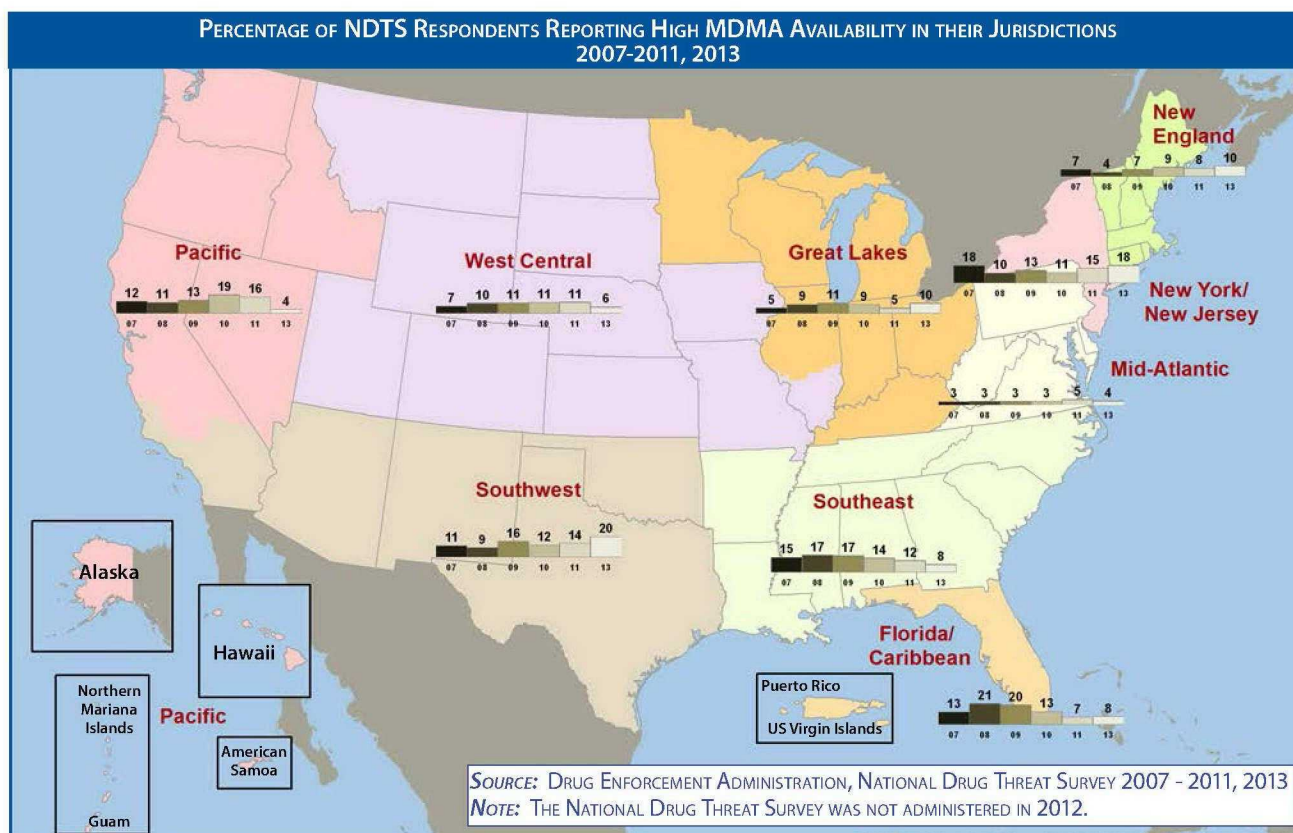 PERCENTAGE OF NDTS RESPONDENTS REPORTING HIGH MDMA AVAILABILITY IN THEIR JURISDICTIONS
2007-2011, 2013
New
England
7 4 7 9 8 10
07 08 09 10 11 13
Pacific
12 11 13 19 16 4
07 08 09 10 11 13
West Central
7 10 11 11 11 6
07 08 09 10 11 13
Great Lakes
5 9 11 9 5 10
07 08 09 10 11 13
18 10 13 11 15 18
07 08 09 10 11 13
New York/
New Jersey
Mid-Atlantic
3 3 3 3 5 4
07 08 09 10 11 13
Southwest
11 9 16 12 14 20
07 08 09 10 11 13
Southeast
15 17 17 14 12 8
07 08 09 10 11 13
Florida/
Caribbean
13 21 20 13 7 8
07 08 09 10 11 13
Alaska
Hawaii
Northern
Mariana
Islands
Guam
Pacific
American
Samoa
Puerto Rico
US Virgin Islands
SOURCE: DRUG ENFORCEMENT ADMINISTRATION, NATIONAL DRUG THREAT SURVEY 2007 - 2011, 2013
NOTE: THE NATIONAL DRUG THREAT SURVEY WAS NOT ADMINISTERED IN 2012.